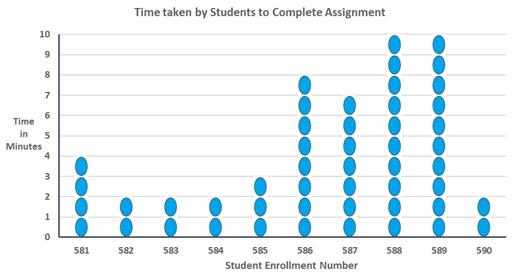 Time taken by Students to Complete Assignment
10
9
8
7
6
5
4
3
2
1
0
Time
in
Minutes
581 582 583 584 585 586 587 588 589 590
Student Enrollment Number